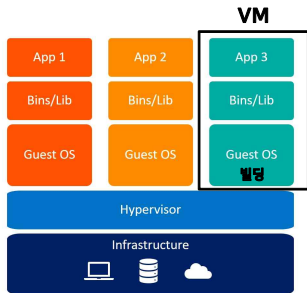 VM
App 1 App 2 App 3
Bins/Lib Bins/Lib Bins/Lib
Guest OS Guest OS Guest OS
빌딩
Hypervisor
Infrastructure